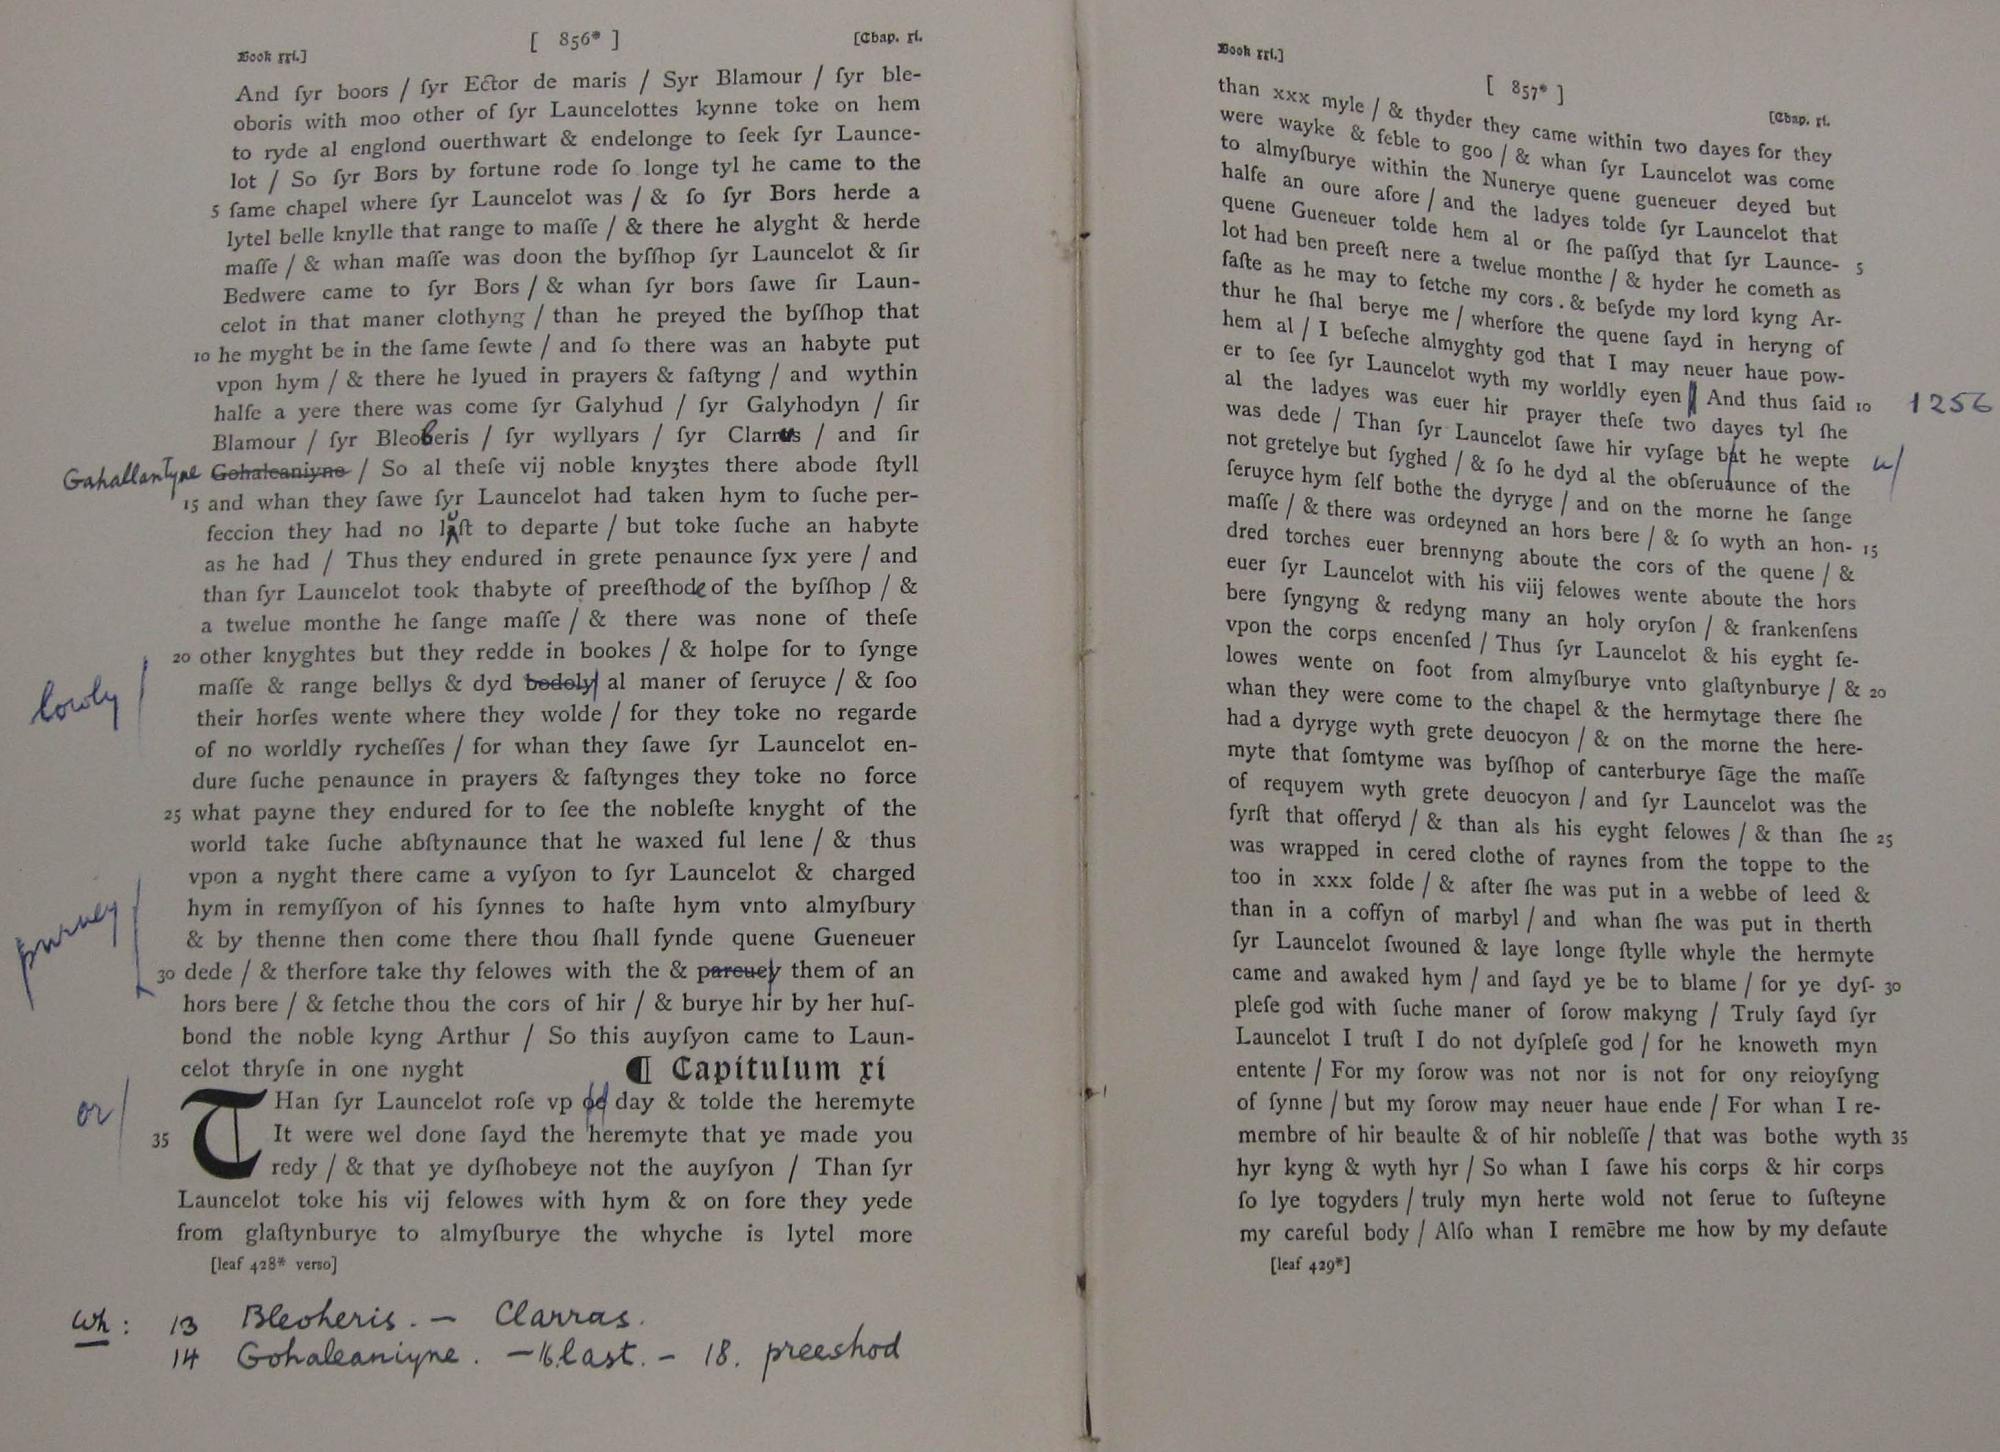 Book xxi.]
[ 856* ]
[Chap. xi.
And ſyr boors / ſyr Ector de maris / Syr Blamour / ſyr ble-
oboris with moo other of ſyr Launcelottes kynne toke on hem
to ryde al englond ouerthwart & endelonge to ſeek ſyr Launce-
lot / So ſyr Bors by fortune rode ſo longe tyl he came to the
5 ſame chapel where ſyr Launcelot was / & ſo ſyr Bors herde a
lytel belle knylle that range to maſſe / & there he alyght & herde
maſſe / & whan maſſe was doon the byſſhop ſyr Launcelot & ſir
Bedwere came to ſyr Bors / & whan ſyr bors ſawe ſir Laun-
celot in that maner clothyng / than he preyed the byſſhop that
10 he myght be in the ſame ſewte / and ſo there was an habyte put
vpon hym / & there he lyued in prayers & faſtyng / and wythin
halfe a yere there was come ſyr Galyhud / ſyr Galyhodyn / ſir
Blamour / ſyr Bleoberis / ſyr wyllyars / ſyr Clarrus / and ſir
Gahallantyne Gohaleaniyne / So al theſe vij noble knyȝtes there abode ſtyll
15 and whan they ſawe ſyr Launcelot had taken hym to ſuche per-
feccion they had no luſt to departe / but toke ſuche an habyte
as he had / Thus they endured in grete penaunce ſyx yere / and
than ſyr Launcelot took thabyte of preeſthode of the byſſhop / &
a twelue monthe he ſange maſſe / & there was none of theſe
20 other knyghtes but they redde in bookes / & holpe for to ſynge
lowly / maſſe & range bellys & dyd bodoly al maner of ſeruyce / & ſoo
their horſes wente where they wolde / for they toke no regarde
of no worldly rycheſſes / for whan they ſawe ſyr Launcelot en-
dure ſuche penaunce in prayers & faſtynges they toke no force
25 what payne they endured for to ſee the nobleſte knyght of the
world take ſuche abſtynaunce that he waxed ful lene / & thus
vpon a nyght there came a vyſyon to ſyr Launcelot & charged
hym in remyſſyon of his ſynnes to haſte hym vnto almyſbury
& by thenne then come there thou ſhall fynde quene Gueneuer
purvey / 30 dede / & therfore take thy felowes with the & parcuey them of an
hors bere / & fetche thou the cors of hir / & burye hir by her huſ-
bond the noble kyng Arthur / So this auyſyon came to Laun-
celot thryſe in one nyght ¶ Capitulum xi
or / THan ſyr Launcelot roſe vp od day & tolde the heremyte
35 It were wel done ſayd the heremyte that ye made you
redy / & that ye dyſhobeye not the auyſyon / Than ſyr
Launcelot toke his vij felowes with hym & on fore they yede
from glaſtynburye to almyſburye the whyche is lytel more
[leaf 428* verso]
Wh : 13 Bleoheris. – Clarras.
14 Gohaleaniyne. – 16. last. – 18. preeshod
Book xxi.]
[ 857* ]
[Chap. xi.
than xxx myle / & thyder they came within two dayes for they
were wayke & feble to goo / & whan ſyr Launcelot was come
to almyſburye within the Nunerye quene gueneuer deyed but
halfe an oure afore / and the ladyes tolde ſyr Launcelot that
quene Gueneuer tolde hem al or ſhe paſſyd that ſyr Launce- 5
lot had ben preeſt nere a twelue monthe / & hyder he cometh as
faſte as he may to fetche my cors . & beſyde my lord kyng Ar-
thur he ſhal berye me / wherfore the quene ſayd in heryng of
hem al / I beſeche almyghty god that I may neuer haue pow-
er to ſee ſyr Launcelot wyth my worldly eyen / And thus ſaid 10 1256
al the ladyes was euer hir prayer theſe two dayes tyl ſhe
was dede / Than ſyr Launcelot ſawe hir vyſage bat he wepte u/
not gretelye but ſyghed / & ſo he dyd al the obſeruaunce of the
ſeruyce hym ſelf bothe the dyryge / and on the morne he ſange
maſſe / & there was ordeyned an hors bere / & ſo wyth an hon- 15
dred torches euer brennyng aboute the cors of the quene / &
euer ſyr Launcelot with his viij felowes wente aboute the hors
bere ſyngyng & redyng many an holy oryſon / & frankenſens
vpon the corps encenſed / Thus ſyr Launcelot & his eyght fe-
lowes wente on foot from almyſburye vnto glaſtynburye / & 20
whan they were come to the chapel & the hermytage there ſhe
had a dyryge wyth grete deuocyon / & on the morne the here-
myte that ſomtyme was byſſhop of canterburye ſāge the maſſe
of requyem wyth grete deuocyon / and ſyr Launcelot was the
fyrſt that offeryd / & than als his eyght felowes / & than ſhe 25
was wrapped in cered clothe of raynes from the toppe to the
too in xxx folde / & after ſhe was put in a webbe of leed &
than in a coffyn of marbyl / and whan ſhe was put in therth
ſyr Launcelot ſwouned & laye longe ſtylle whyle the hermyte
came and awaked hym / and ſayd ye be to blame / for ye dyſ- 30
pleſe god with ſuche maner of ſorow makyng / Truly ſayd ſyr
Launcelot I truſt I do not dyſpleſe god / for he knoweth myn
entente / For my ſorow was not nor is not for ony reioyſyng
of ſynne / but my ſorow may neuer haue ende / For whan I re-
membre of hir beaulte & of hir nobleſſe / that was bothe wyth 35
hyr kyng & wyth hyr / So whan I ſawe his corps & hir corps
ſo lye togyders / truly myn herte wold not ſerue to ſuſteyne
my careful body / Alſo whan I remēbre me how by my defaute
[leaf 429*]